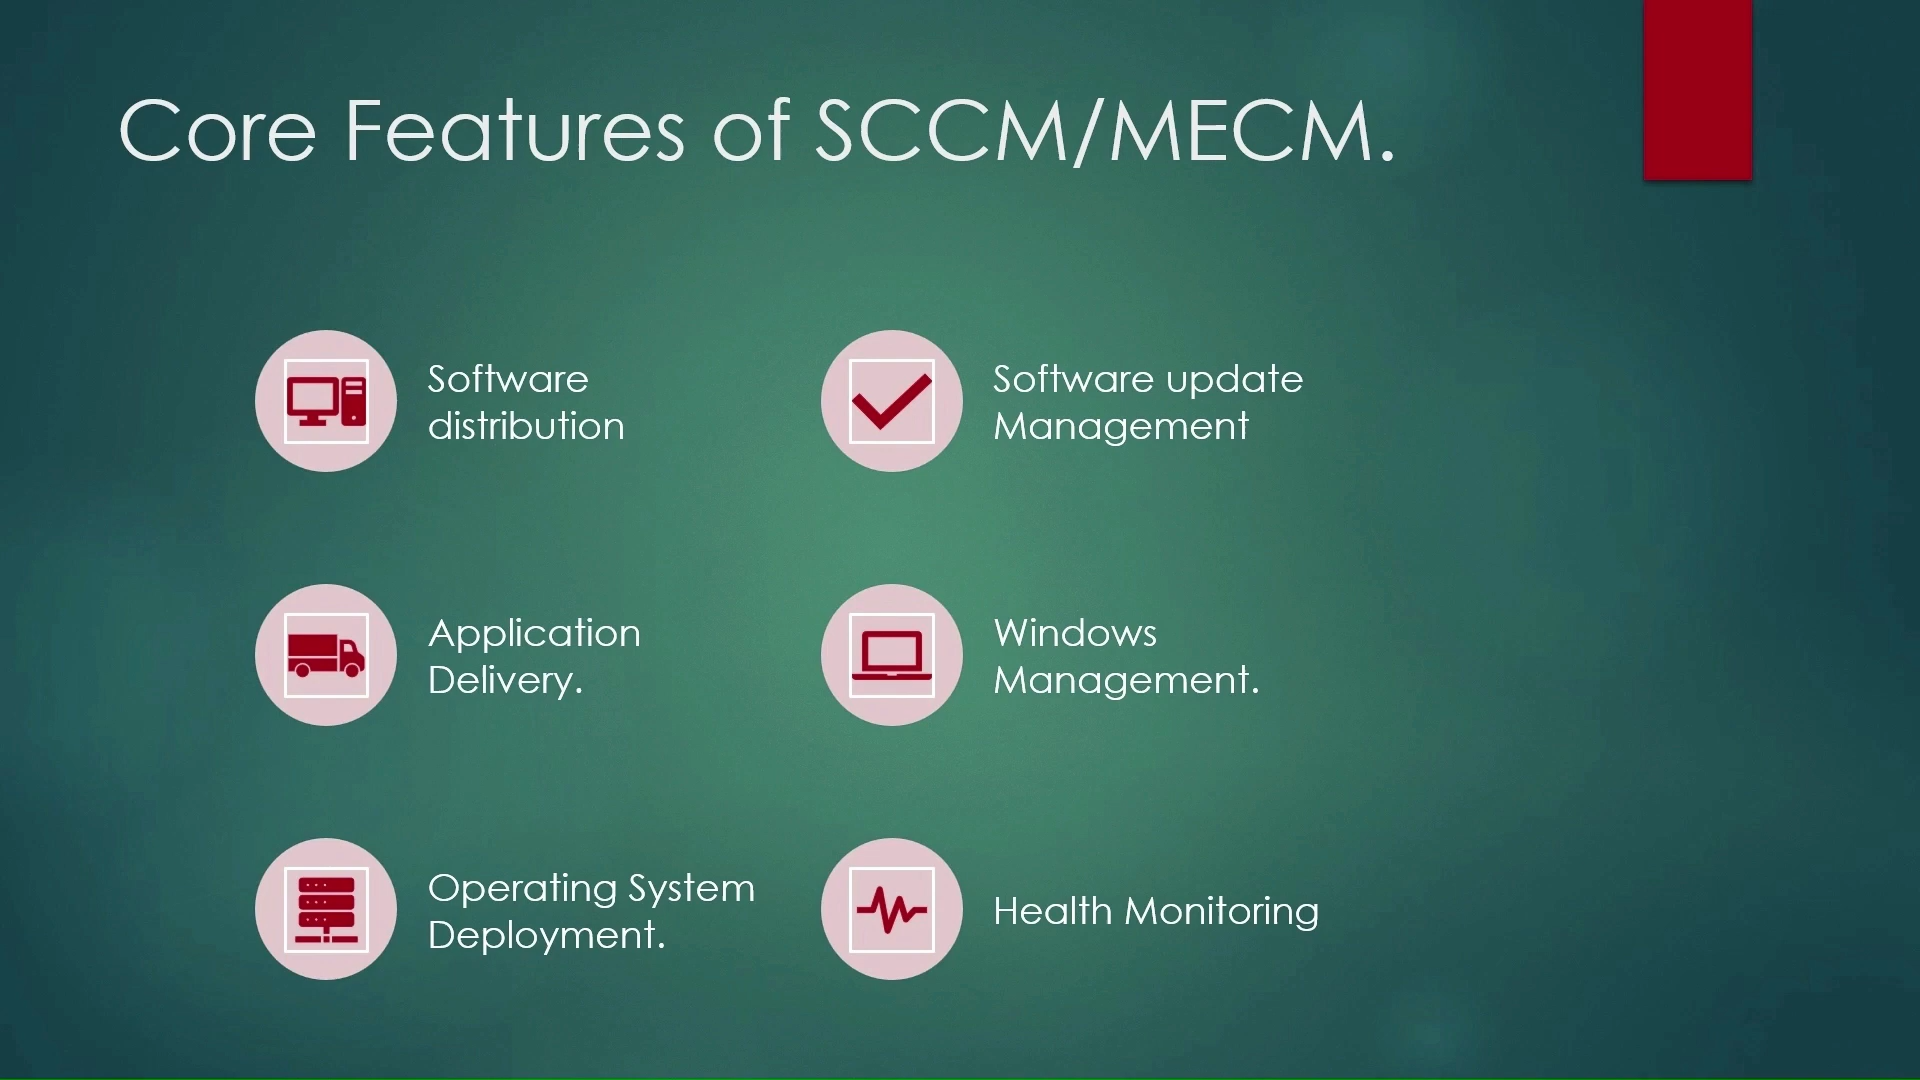 Core Features of SCCM/MECM.
Software
distribution
Software update
Management
Application
Delivery.
Windows
Management.
Operating System
Deployment.
Health Monitoring